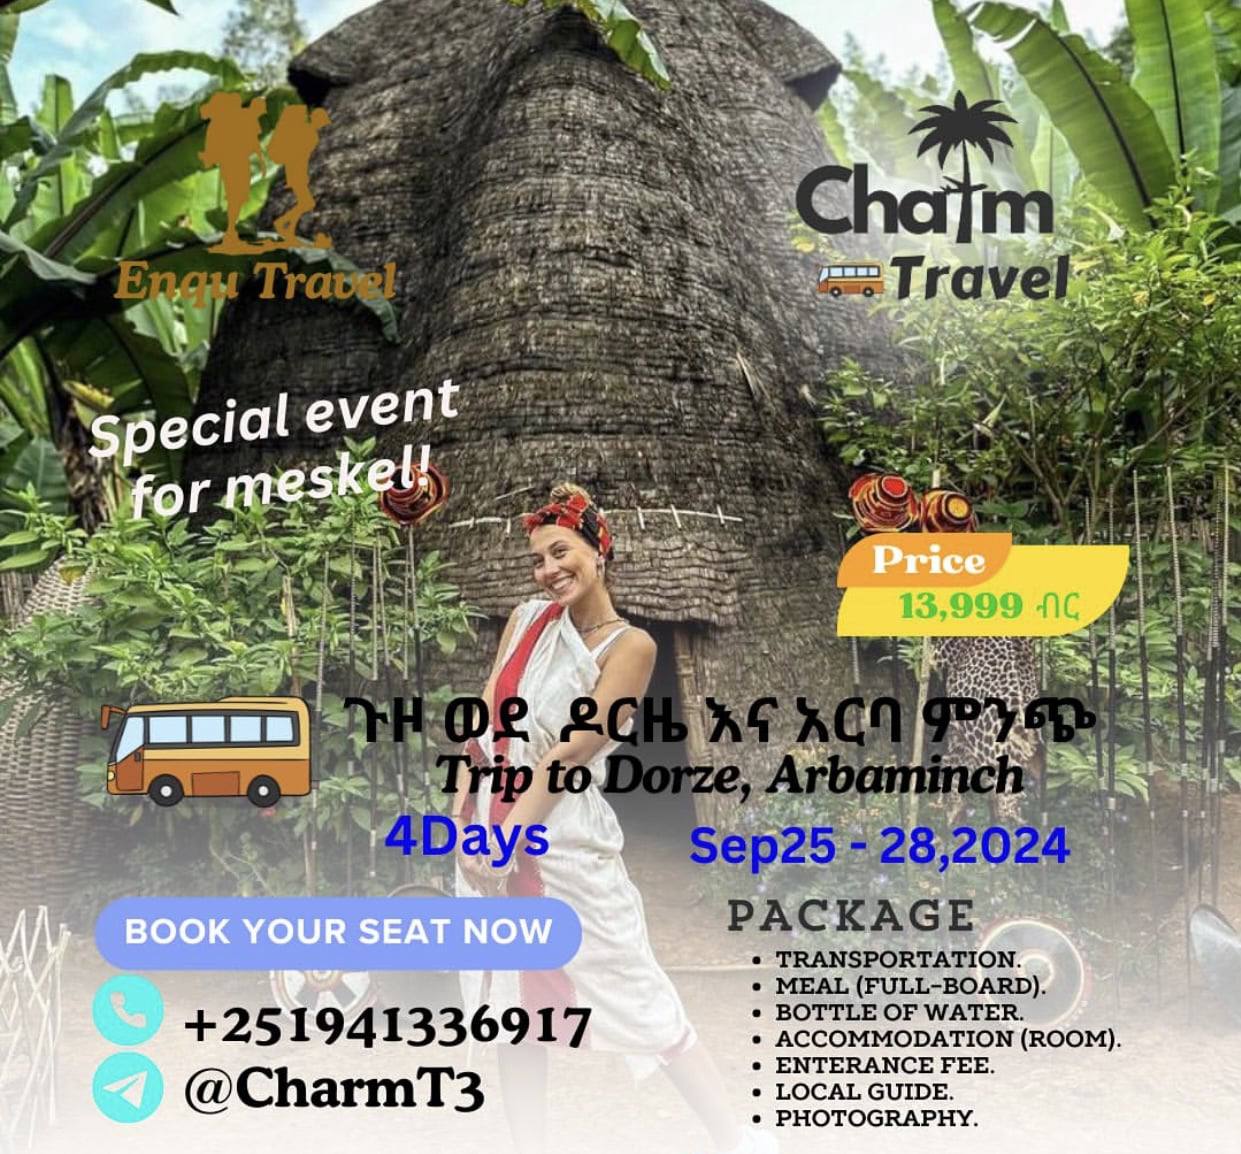 Enqu Travel
ChaTm
Travel
Special event
for meskel!
Price
13,999 ብር
ጉዞ ወደ ዶርዜ እና አርባ ምንጭ
Trip to Dorze, Arbaminch
4Days
Sep25 - 28,2024
BOOK YOUR SEAT NOW
+251941336917
@CharmT3
PACKAGE
• TRANSPORTATION.
• MEAL (FULL-BOARD).
• BOTTLE OF WATER.
• ACCOMMODATION (ROOM).
• ENTERANCE FEE.
• LOCAL GUIDE.
• PHOTOGRAPHY.